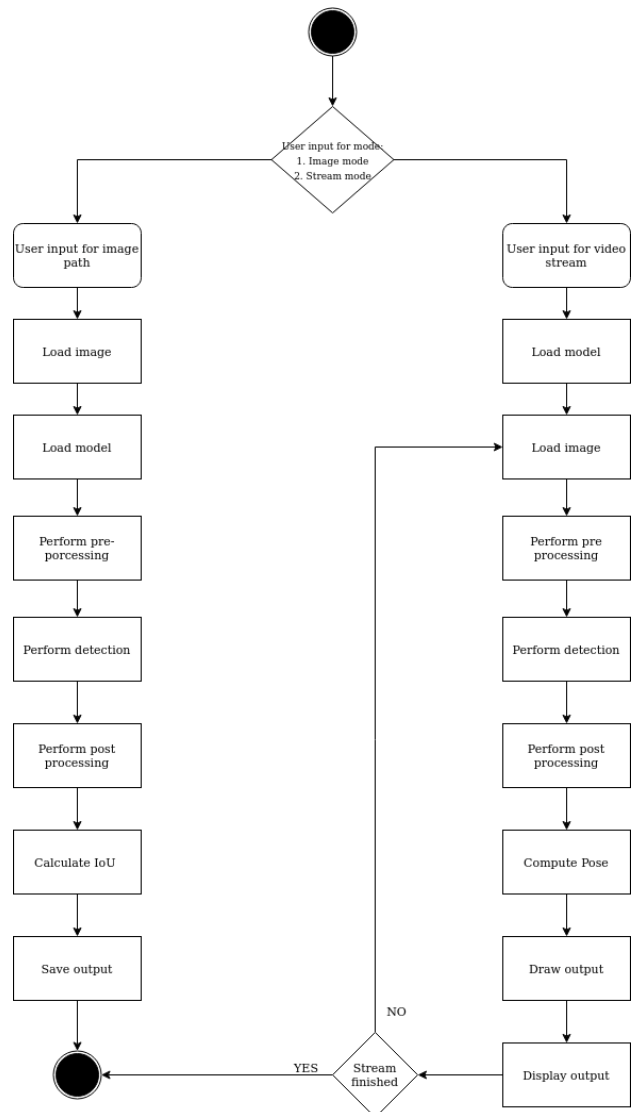 User input for mode:
1. Image mode
2. Stream mode
User input for image
path
Load image
Load model
Perform pre-
porcessing
Perform detection
Perform post
processing
Calculate IoU
Save output
User input for video
stream
Load model
Load image
Perform pre
processing
Perform detection
Perform post
processing
Compute Pose
Draw output
Display output
Stream
finished
NO
YES